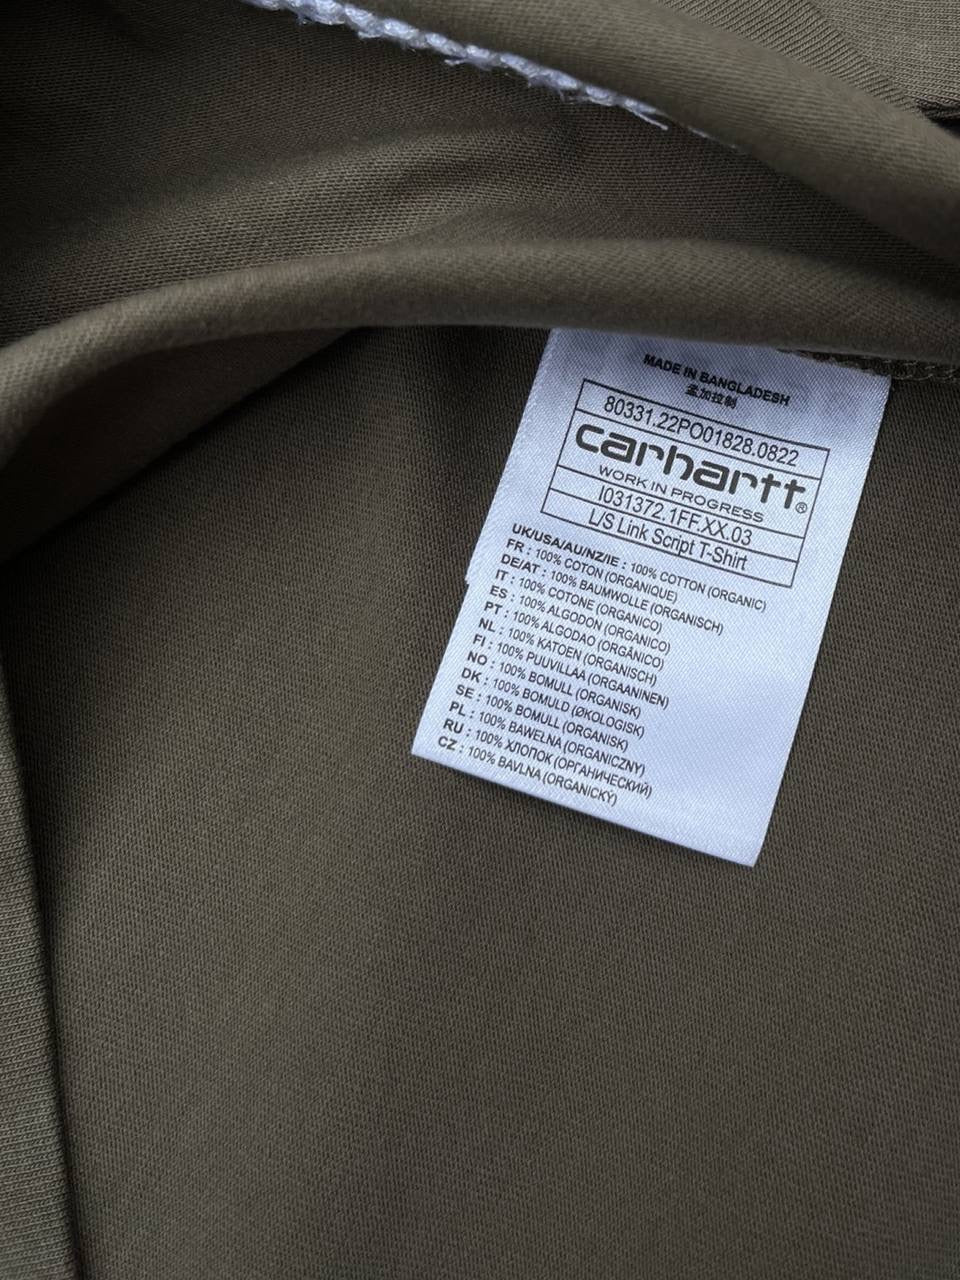 MADE IN BANGLADESH
孟加拉制
80331.22PO01828.0822
carhartt®
WORK IN PROGRESS
I031372.1FF.XX.03
L/S Link Script T-Shirt
UK/USA/AU/NZ/IE : 100% COTTON (ORGANIC)
FR : 100% COTON (ORGANIQUE)
DE/AT : 100% BAUMWOLLE (ORGANISCH)
IT : 100% COTONE (ORGANICO)
ES : 100% ALGODON (ORGANICO)
PT : 100% ALGODAO (ORGÂNICO)
NL : 100% KATOEN (ORGANISCH)
FI : 100% PUUVILLAA (ORGAANINEN)
NO : 100% BOMULL (ORGANISK)
DK : 100% BOMULD (ØKOLOGISK)
SE : 100% BOMULL (ORGANISK)
PL : 100% BAWEŁNA (ORGANICZNY)
RU : 100% ХЛОПОК (ОРГАНИЧЕСКИЙ)
CZ : 100% BAVLNA (ORGANICKÝ)